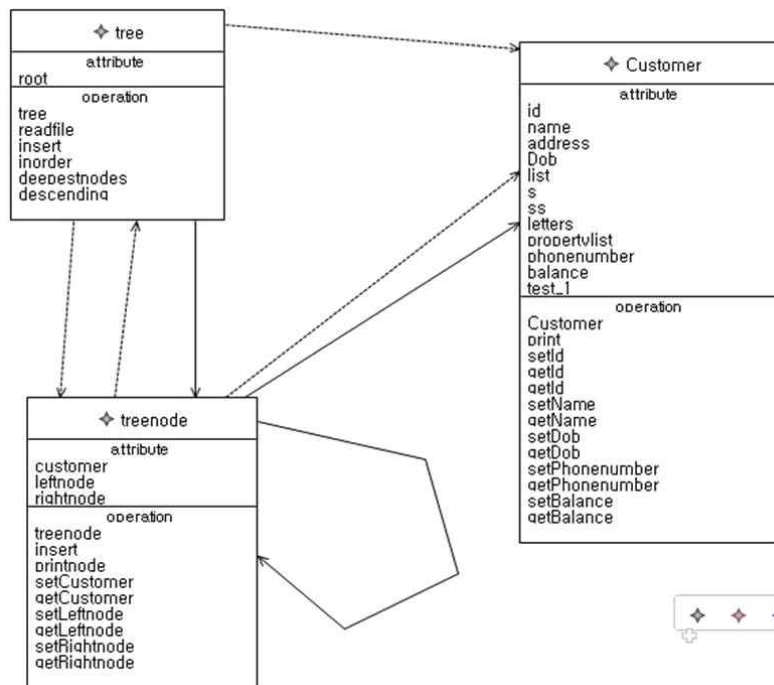 tree
attribute
root
operation
tree
readfile
insert
inorder
deepestnodes
descending
Customer
attribute
id
name
address
Dob
list
s
ss
letters
propertylist
phonenumber
balance
test_1
operation
Customer
print
setId
getId
getId
setName
getName
setDob
getDob
setPhonenumber
getPhonenumber
setBalance
getBalance
treenode
attribute
customer
leftnode
rightnode
operation
treenode
insert
printnode
setCustomer
getCustomer
setLeftnode
getLeftnode
setRightnode
getRightnode